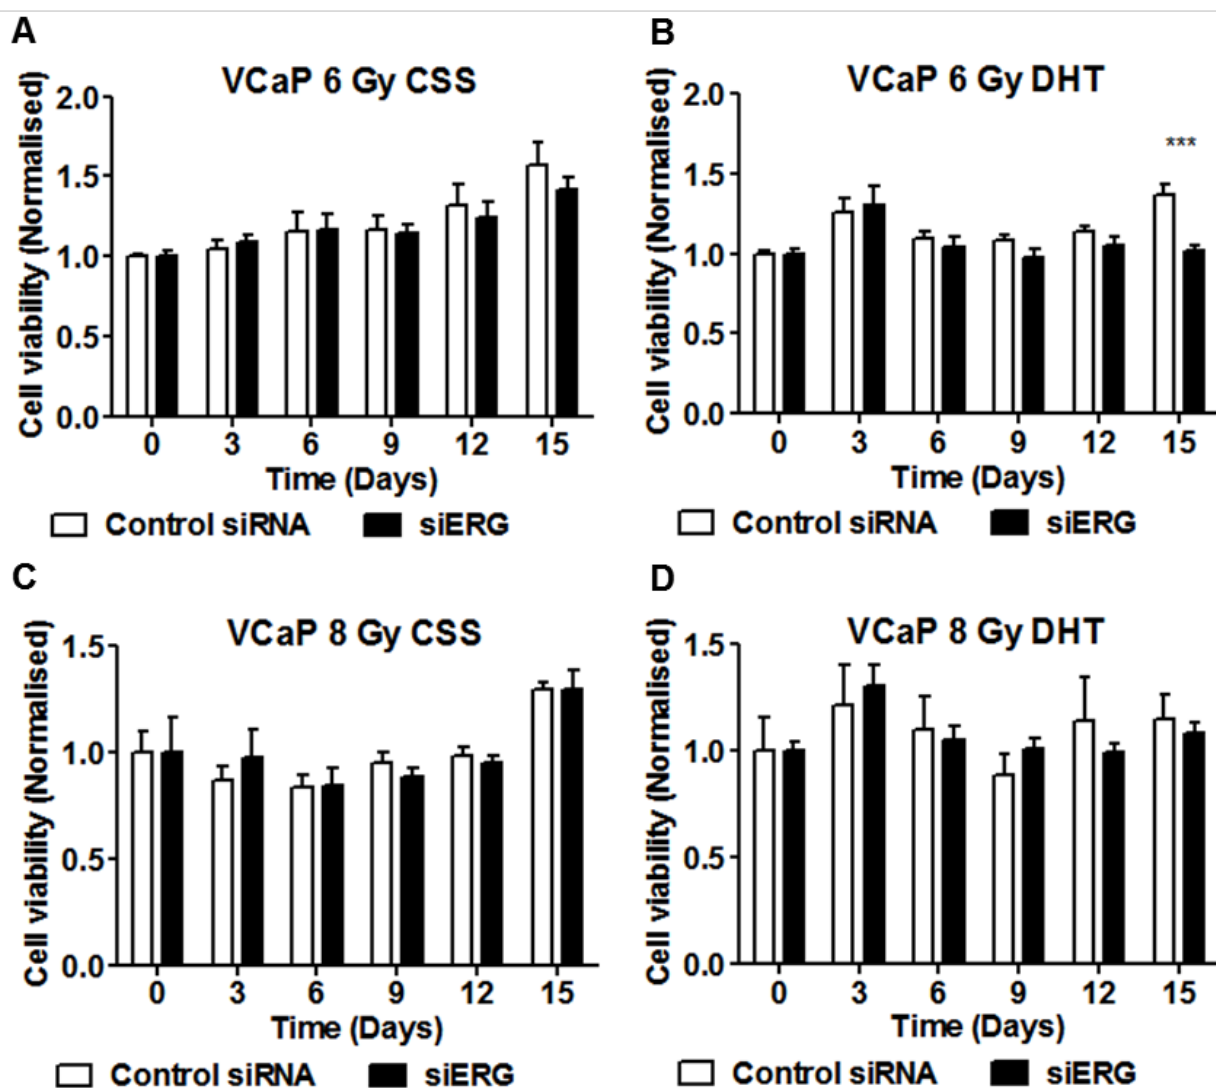 A
VCaP 6 Gy CSS
Cell viability (Normalised)
2.0
1.5
1.0
0.5
0.0
0 3 6 9 12 15
Time (Days)
Control siRNA siERG
B
VCaP 6 Gy DHT
Cell viability (Normalised)
2.0
1.5
1.0
0.5
0.0
***
0 3 6 9 12 15
Time (Days)
Control siRNA siERG
C
VCaP 8 Gy CSS
Cell viability (Normalised)
1.5
1.0
0.5
0.0
0 3 6 9 12 15
Time (Days)
Control siRNA siERG
D
VCaP 8 Gy DHT
Cell viability (Normalised)
1.5
1.0
0.5
0.0
0 3 6 9 12 15
Time (Days)
Control siRNA siERG